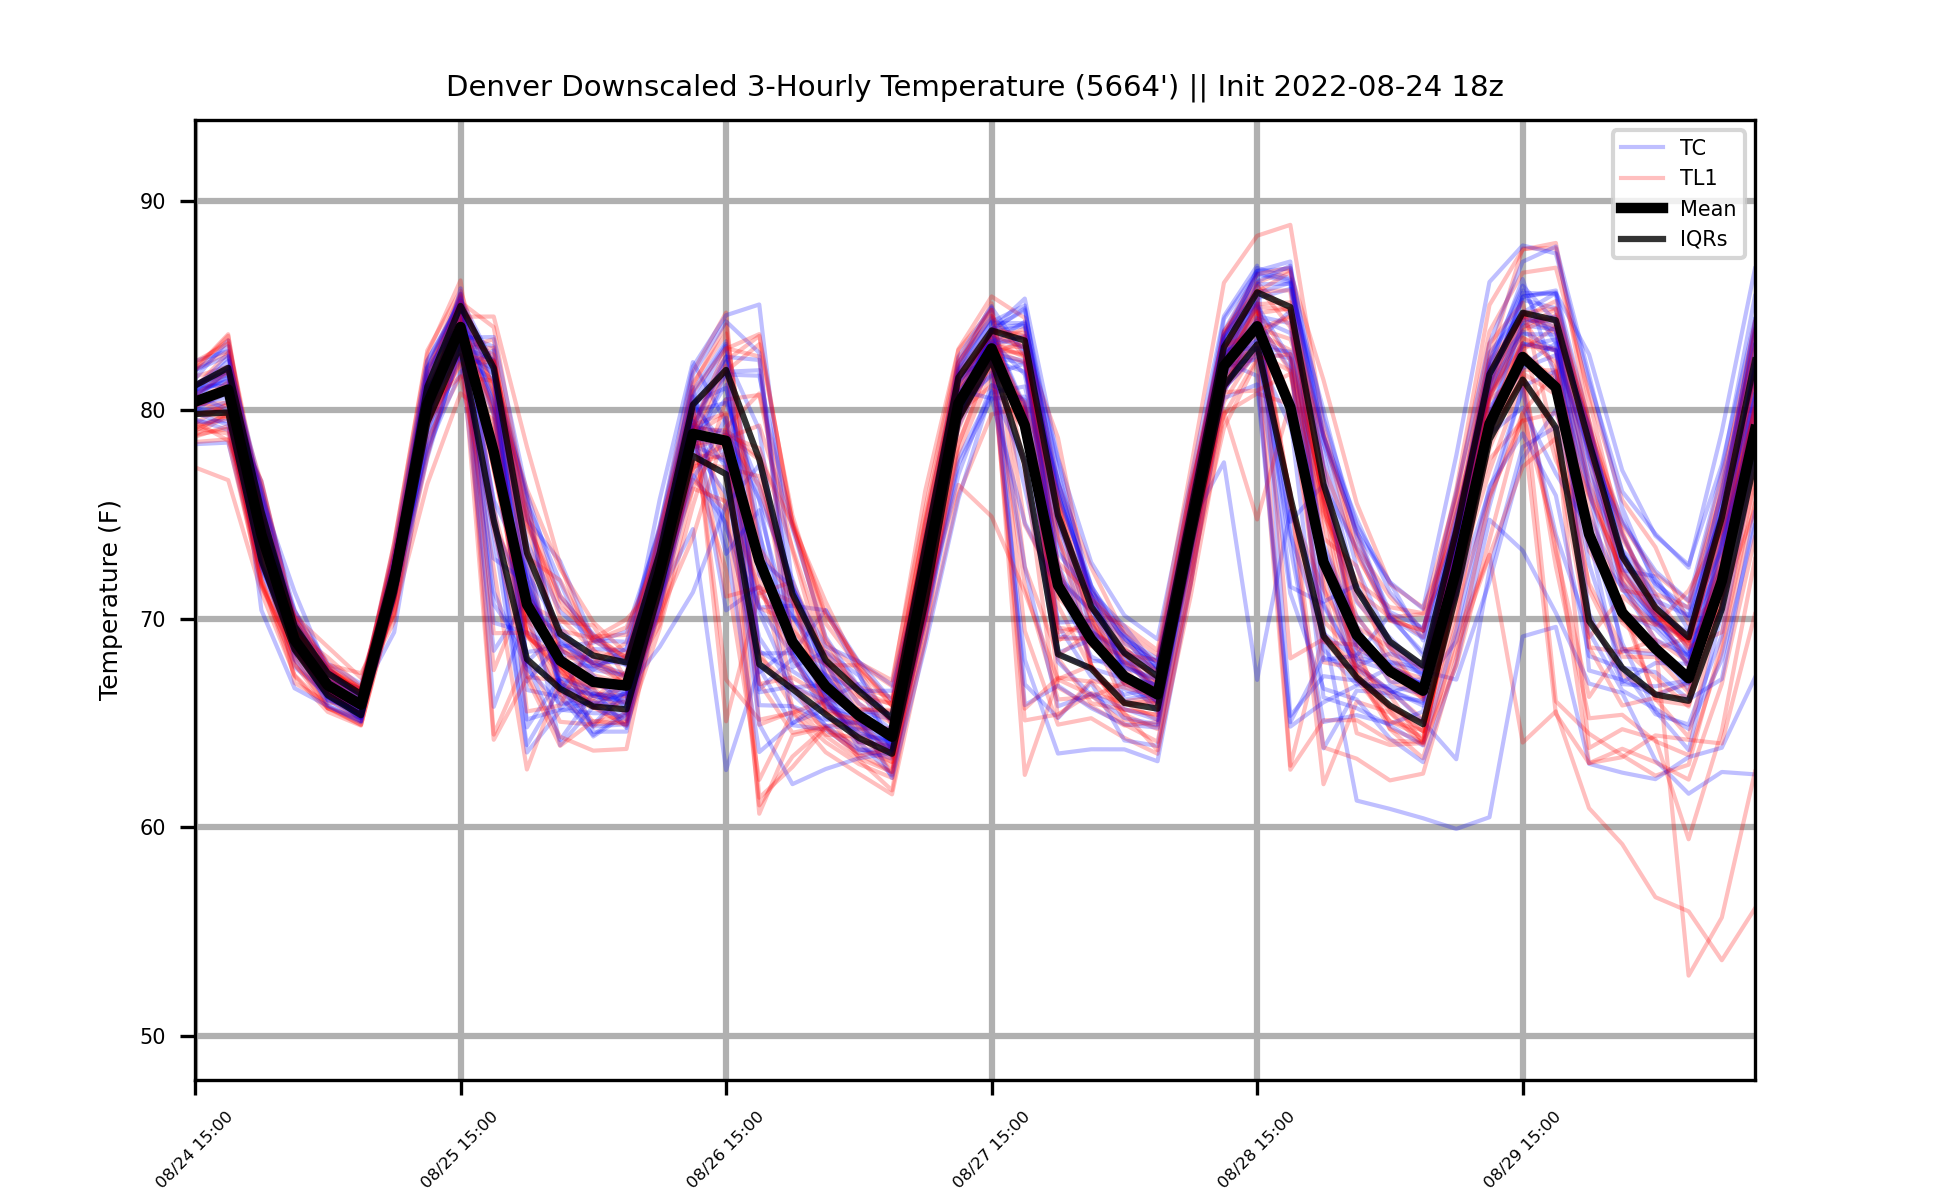 Denver Downscaled 3-Hourly Temperature (5664') || Init 2022-08-24 18z
TC
TL1
Mean
IQRs
Temperature (F)
90
80
70
60
50
08/24 15:00
08/25 15:00
08/26 15:00
08/27 15:00
08/28 15:00
08/29 15:00